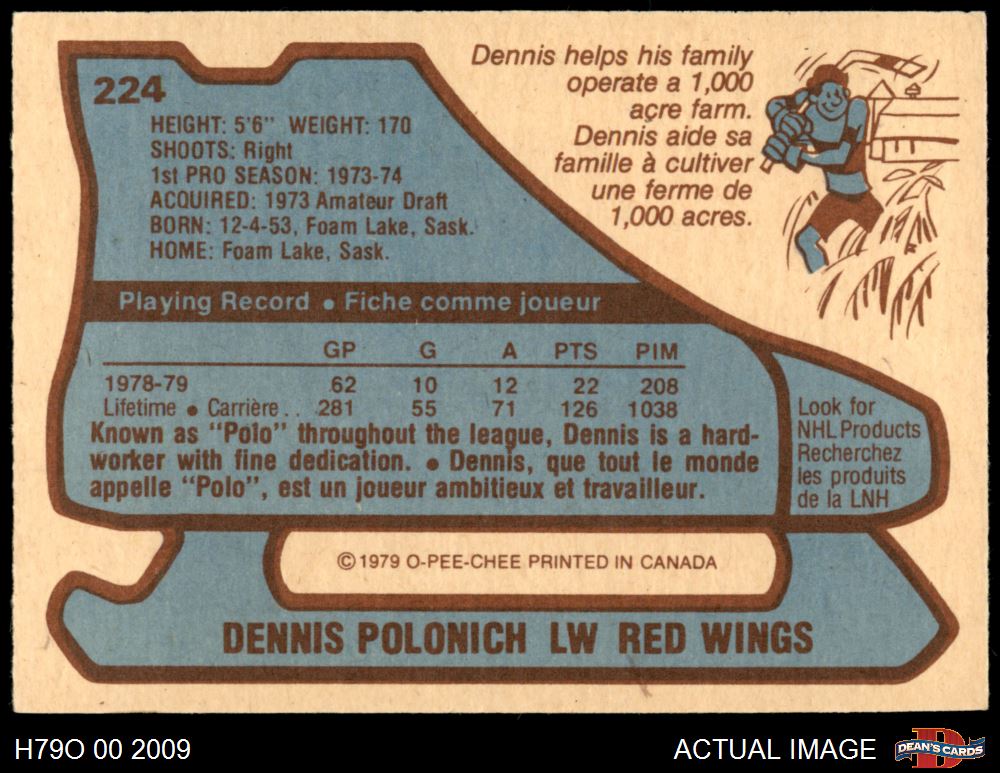 224
HEIGHT: 5'6" WEIGHT: 170
SHOOTS: Right
1st PRO SEASON: 1973-74
ACQUIRED: 1973 Amateur Draft
BORN: 12-4-53, Foam Lake, Sask.
HOME: Foam Lake, Sask.
Dennis helps his family
operate a 1,000
acre farm.
Dennis aide sa
famille à cultiver
une ferme de
1,000 acres.
Playing Record • Fiche comme joueur
GP G A PTS PIM
1978-79 62 10 12 22 208
Lifetime • Carrière . . 281 55 71 126 1038
Known as "Polo" throughout the league, Dennis is a hard-
worker with fine dedication. • Dennis, que tout le monde
appelle "Polo", est un joueur ambitieux et travailleur.
Look for
NHL Products
Recherchez
les produits
de la LNH
© 1979 O-PEE-CHEE PRINTED IN CANADA
DENNIS POLONICH LW RED WINGS
H79O 00 2009
ACTUAL IMAGE
DEAN'S CARDS